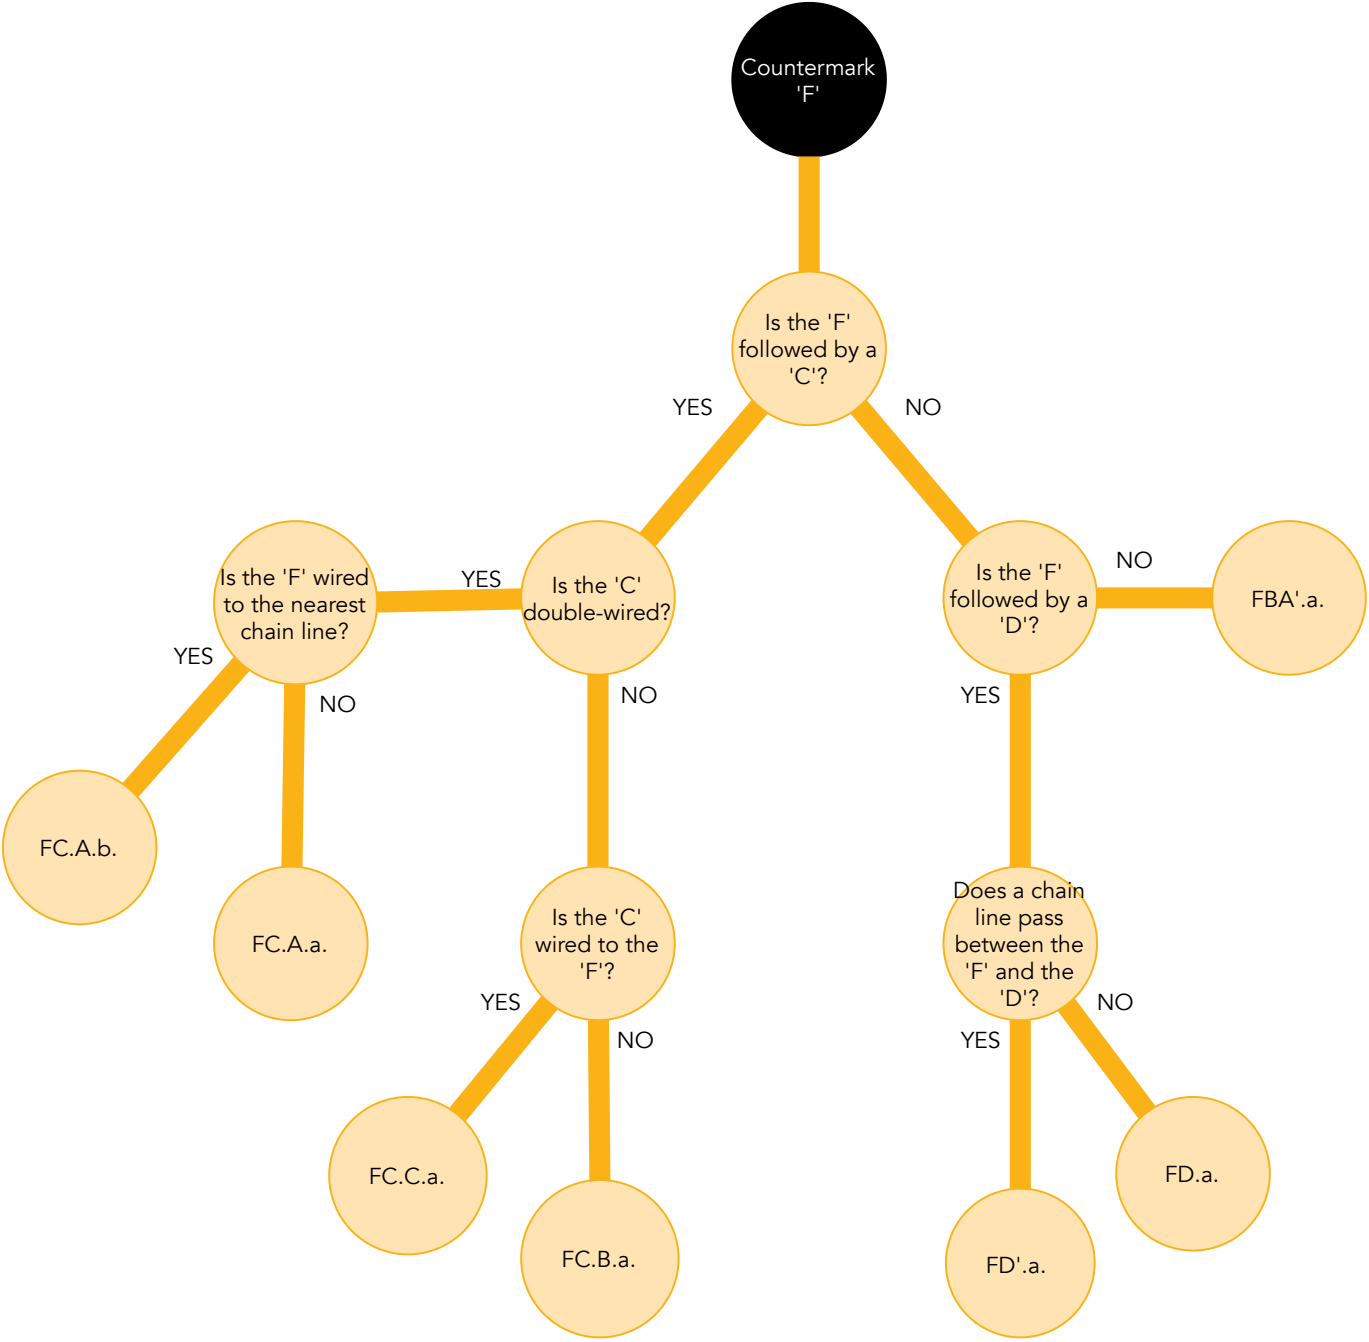 Countermark
'F'
Is the 'F'
followed by a
'C'?
YES
NO
Is the 'F' wired
to the nearest
chain line?
YES
Is the 'C'
double-wired?
Is the 'F'
followed by a
'D'?
NO
FBA'.a.
YES
NO
NO
YES
FC.A.b.
FC.A.a.
Is the 'C'
wired to the
'F'?
Does a chain
line pass
between the
'F' and the
'D'?
YES
NO
YES
NO
FC.C.a.
FC.B.a.
FD'.a.
FD.a.